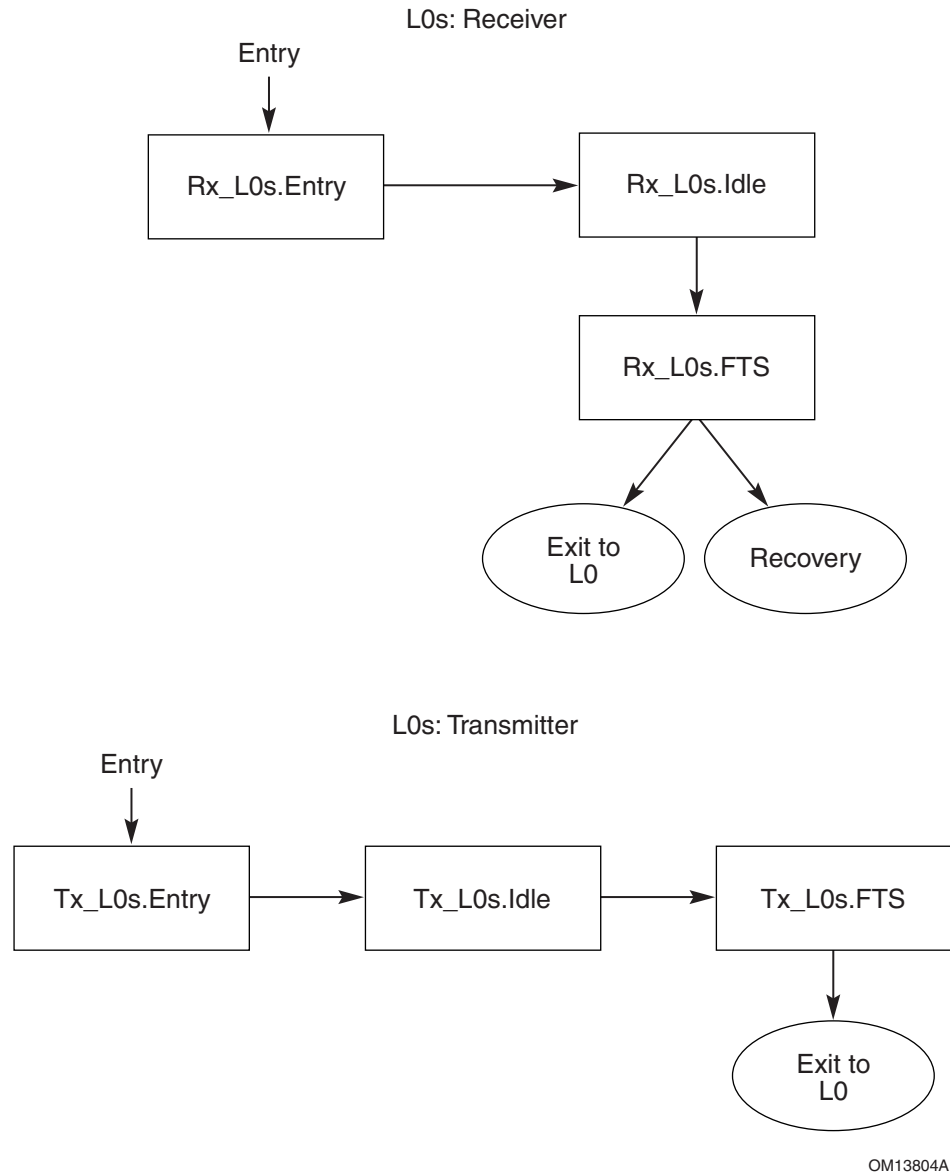 L0s: Receiver
Entry
Rx_L0s.Entry
Rx_L0s.Idle
Rx_L0s.FTS
Exit to
L0
Recovery
L0s: Transmitter
Entry
Tx_L0s.Entry
Tx_L0s.Idle
Tx_L0s.FTS
Exit to
L0
OM13804A